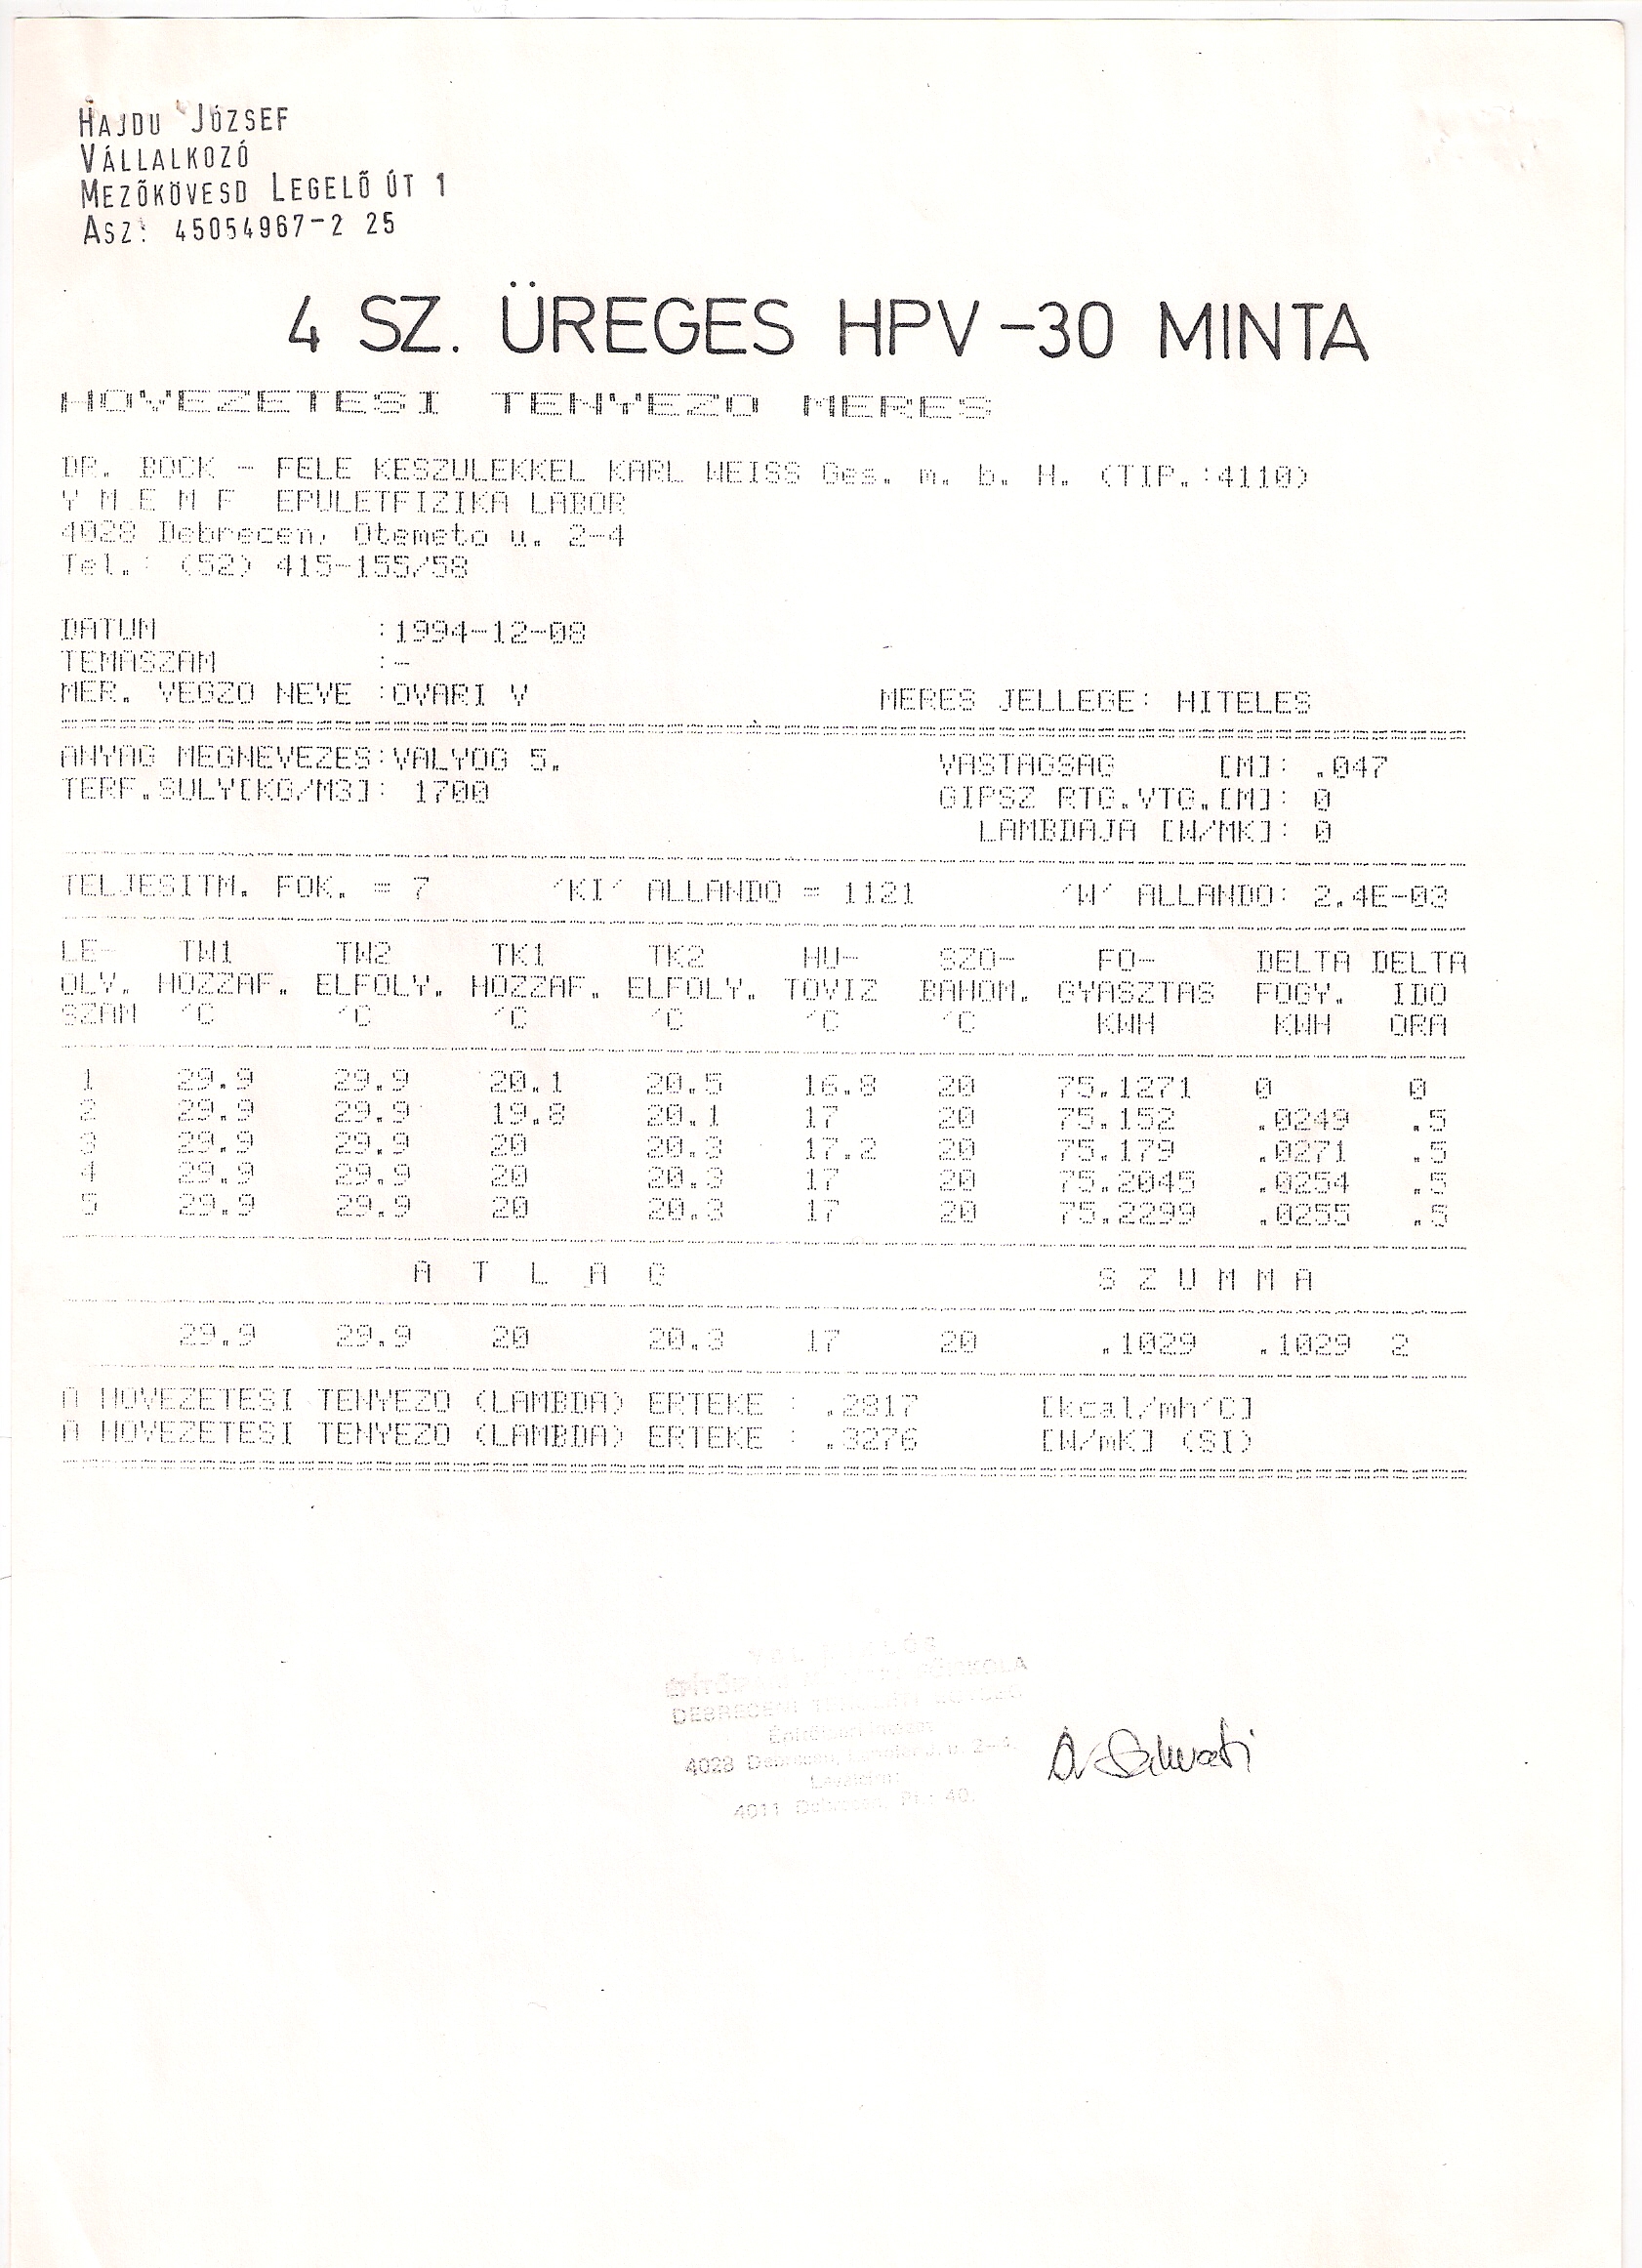 HAJDU JÓZSEF
VÁLLALKOZÓ
MEZŐKÖVESD LEGELŐ ÚT 1
ASZ: 45054967-2 25
4 SZ. ÜREGES HPV-30 MINTA
HOVEZETESI TENYEZO MERES
DR. BOCK - FELE KESZULEKKEL KARL WEISS Ges. m. b. H. (TIP.:4110)
Y M E M F EPULETFIZIKA LABOR
4028 Debrecen, Otemeto u. 2-4
Tel.: (52) 415-155/58
DATUM :1994-12-08
TEMASZAM :-
MER. VEGZO NEVE :OVARI V MERES JELLEGE: HITELES
ANYAG MEGNEVEZES:VALYOG 5. VASTAGSAG [M]: .047
TERF.SULY[KG/M3]: 1700 GIPSZ RTG.VTG.[M]: 0
LAMBDAJA [W/MK]: 0
TELJESITM. FOK. = 7 'KI' ALLANDO = 1121 'W' ALLANDO: 2.4E-03
LE- TW1 TW2 TK1 TK2 HU- SZO- FO- DELTA DELTA
OLV. HOZZAF. ELFOLY. HOZZAF. ELFOLY. TOVIZ BAHOM. GYASZTAS FOGY. IDO
SZAM 'C 'C 'C 'C 'C 'C KWH KWH ORA
1 29.9 29.9 20.1 20.5 16.8 20 75.1271 0 0
2 29.9 29.9 19.8 20.1 17 20 75.152 .0249 .5
3 29.9 29.9 20 20.3 17.2 20 75.179 .0271 .5
4 29.9 29.9 20 20.3 17 20 75.2045 .0254 .5
5 29.9 29.9 20 20.3 17 20 75.2299 .0255 .5
A T L A G S Z U M M A
29.9 29.9 20 20.3 17 20 .1029 .1029 2
A HOVEZETESI TENYEZO (LAMBDA) ERTEKE : .2817 [kcal/mh'C]
A HOVEZETESI TENYEZO (LAMBDA) ERTEKE : .3276 [W/mK] (SI)
DEBRECENI
4028 Debrecen, u. 2-4.
4011 Debrecen, Pf.: 40.